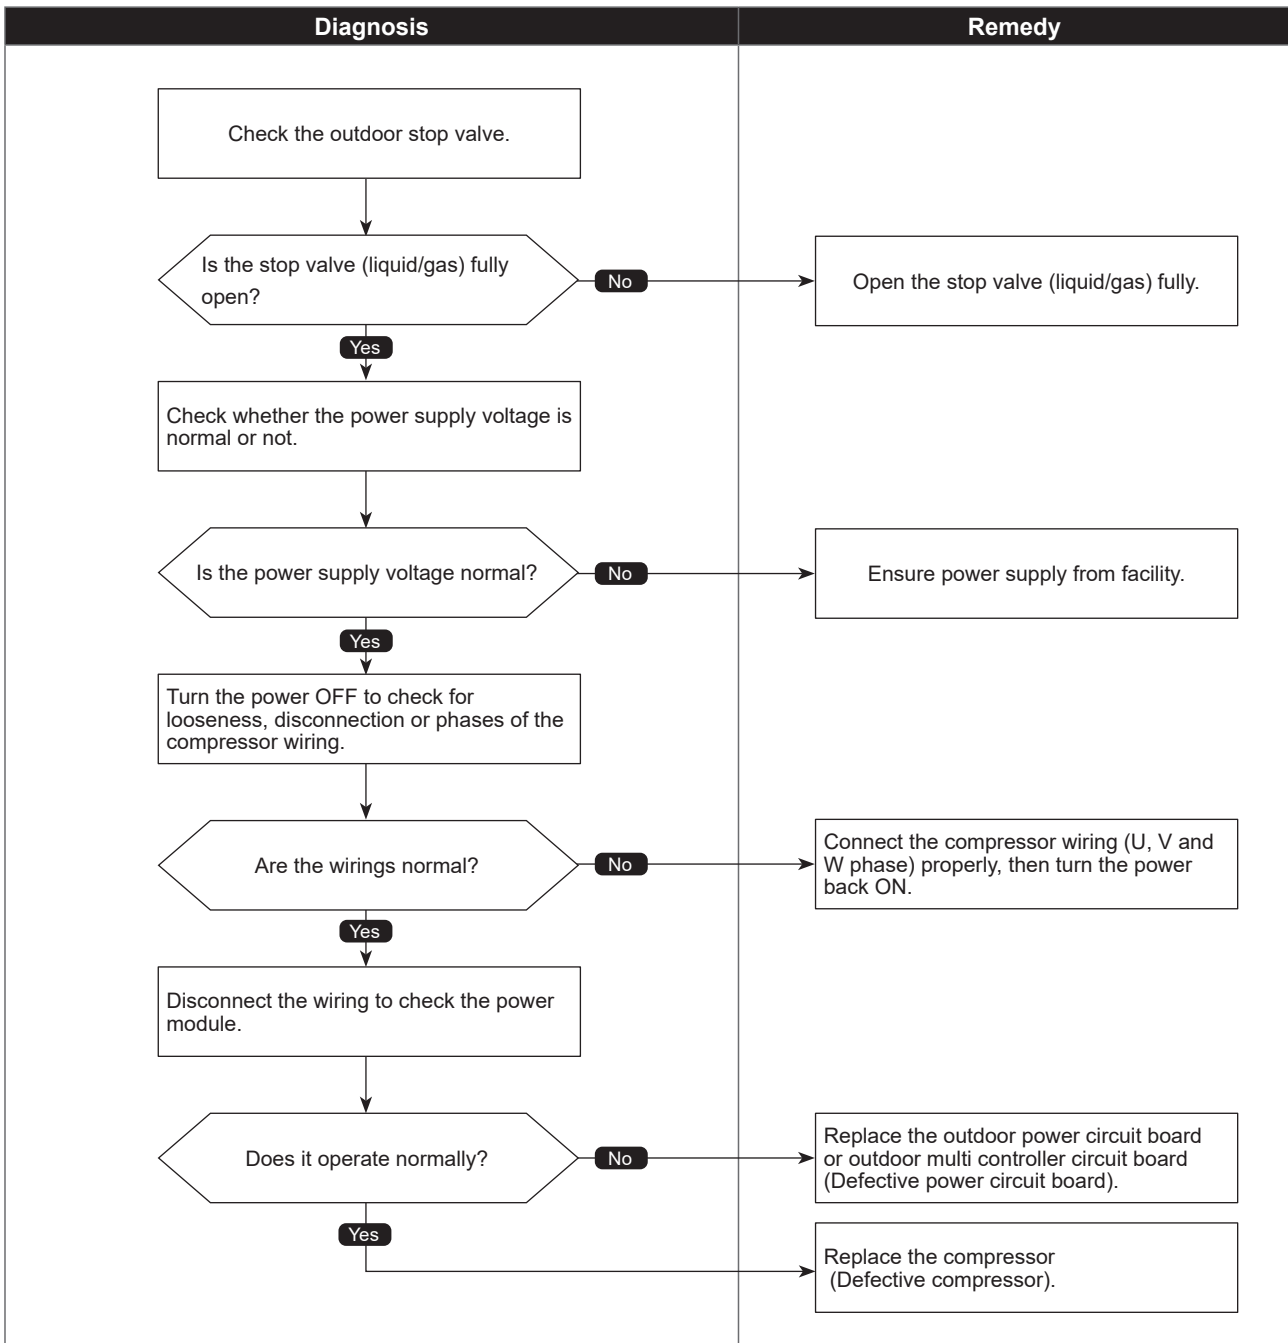 Diagnosis
Remedy
Check the outdoor stop valve.
Is the stop valve (liquid/gas) fully
open?
No
Open the stop valve (liquid/gas) fully.
Yes
Check whether the power supply voltage is
normal or not.
Is the power supply voltage normal?
No
Ensure power supply from facility.
Yes
Turn the power OFF to check for
looseness, disconnection or phases of the
compressor wiring.
Are the wirings normal?
No
Connect the compressor wiring (U, V and
W phase) properly, then turn the power
back ON.
Yes
Disconnect the wiring to check the power
module.
Does it operate normally?
No
Replace the outdoor power circuit board
or outdoor multi controller circuit board
(Defective power circuit board).
Yes
Replace the compressor
(Defective compressor).